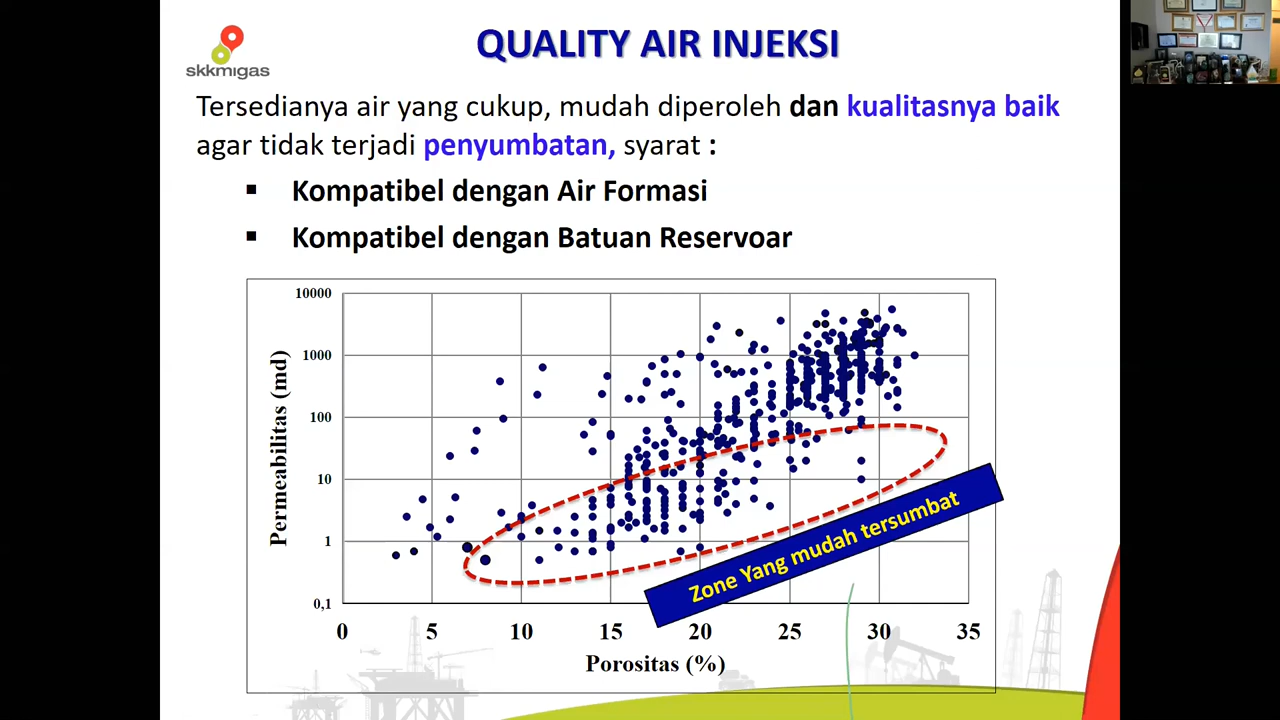 QUALITY AIR INJEKSI
skkmigas
Tersedianya air yang cukup, mudah diperoleh dan kualitasnya baik
agar tidak terjadi penyumbatan, syarat :
Kompatibel dengan Air Formasi
Kompatibel dengan Batuan Reservoar
10000
1000
100
10
1
0,1
Permeabilitas (md)
Zone Yang mudah tersumbat
0 5 10 15 20 25 30 35
Porositas (%)